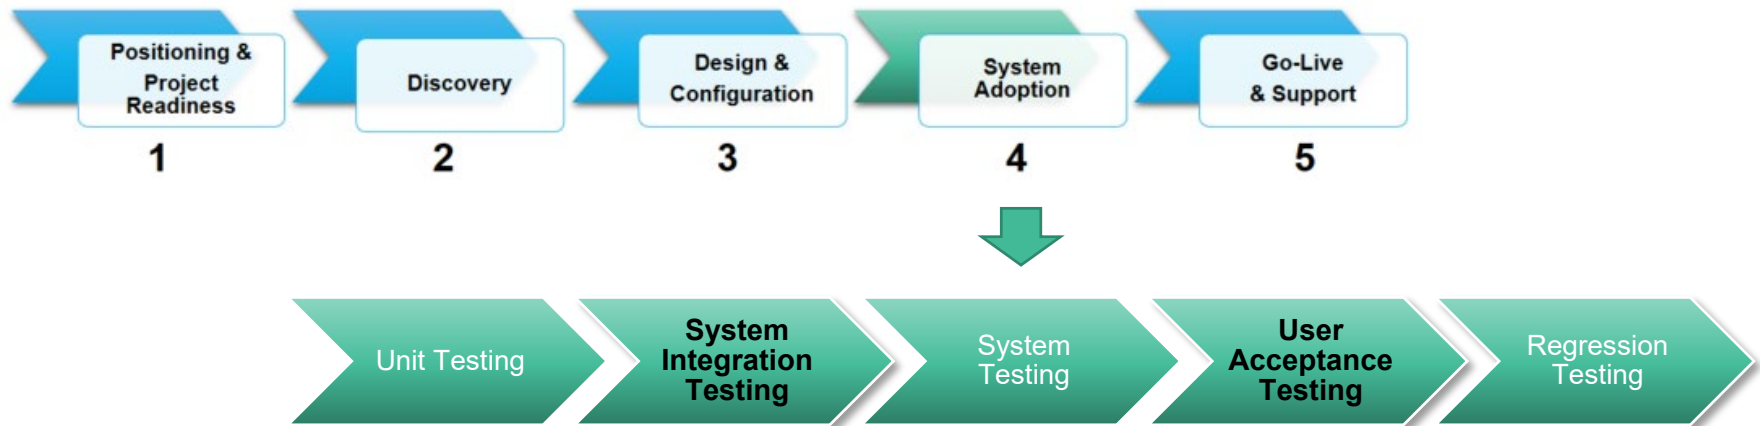 Positioning &
Project
Readiness
Discovery
Design &
Configuration
System
Adoption
Go-Live
& Support
1
2
3
4
5
Unit Testing
System
Integration
Testing
System
Testing
User
Acceptance
Testing
Regression
Testing